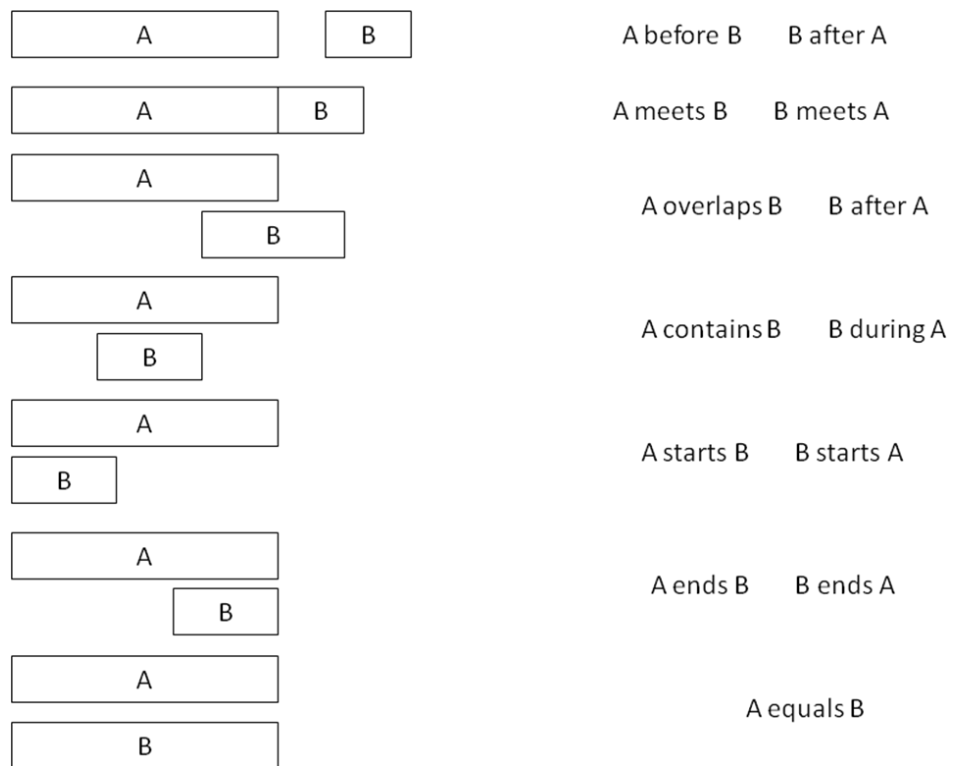 A B A before B B after A
A B A meets B B meets A
A
A overlaps B B after A
B
A
A contains B B during A
B
A
A starts B B starts A
B
A
A ends B B ends A
B
A
A equals B
B